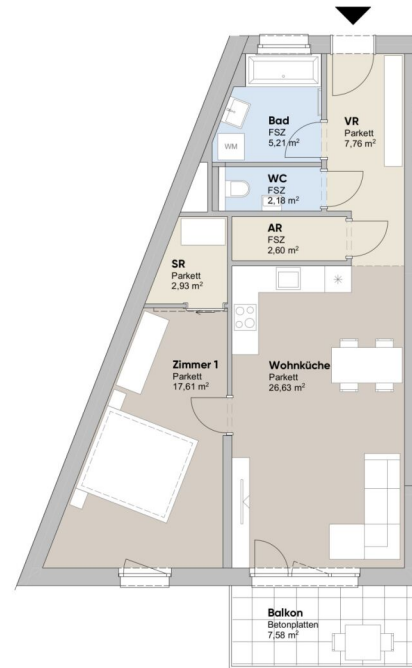 Bad
FSZ
5,21 m²
VR
Parkett
7,76 m²
WM
WC
FSZ
2,18 m²
AR
FSZ
2,60 m²
SR
Parkett
2,93 m²
Zimmer 1
Parkett
17,61 m²
Wohnküche
Parkett
26,63 m²
Balkon
Betonplatten
7,58 m²